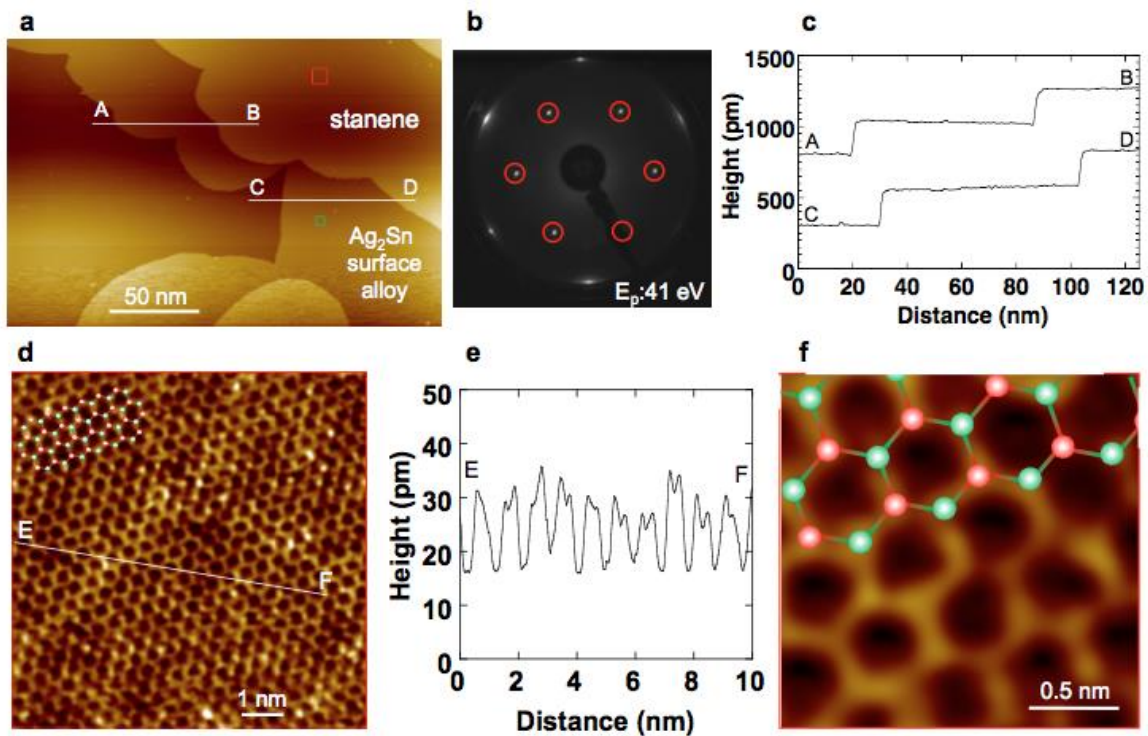 a
A
B
stanene
C
D
Ag2Sn
surface
alloy
50 nm
b
Ep:41 eV
c
1500
1000
500
0
Height (pm)
A
B
C
D
0 20 40 60 80 100 120
Distance (nm)
d
E
F
1 nm
e
50
40
30
20
10
0
Height (pm)
E
F
0 2 4 6 8 10
Distance (nm)
f
0.5 nm